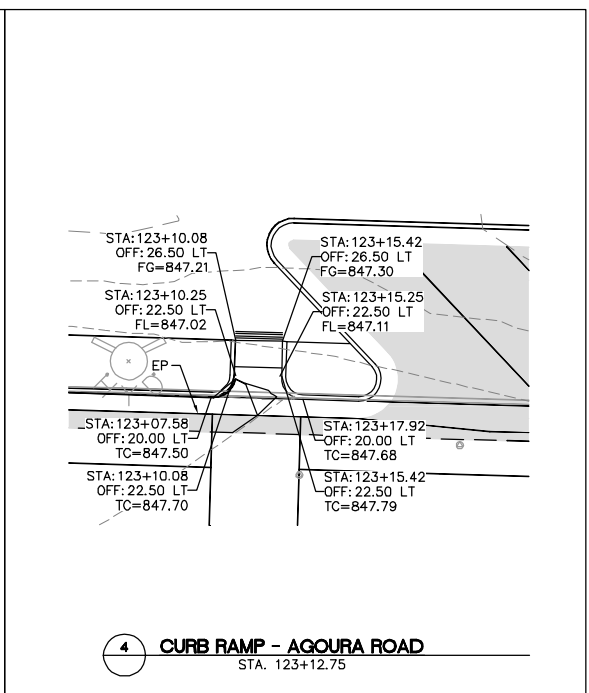 STA: 123+10.08
OFF: 26.50 LT
FG=847.21
STA: 123+15.42
OFF: 26.50 LT
FG=847.30
STA: 123+10.25
OFF: 22.50 LT
FL=847.02
STA: 123+15.25
OFF: 22.50 LT
FL=847.11
EP
STA: 123+07.58
OFF: 20.00 LT
TC=847.50
STA: 123+17.92
OFF: 20.00 LT
TC=847.68
STA: 123+10.08
OFF: 22.50 LT
TC=847.70
STA: 123+15.42
OFF: 22.50 LT
TC=847.79
4 CURB RAMP - AGOURA ROAD
STA. 123+12.75